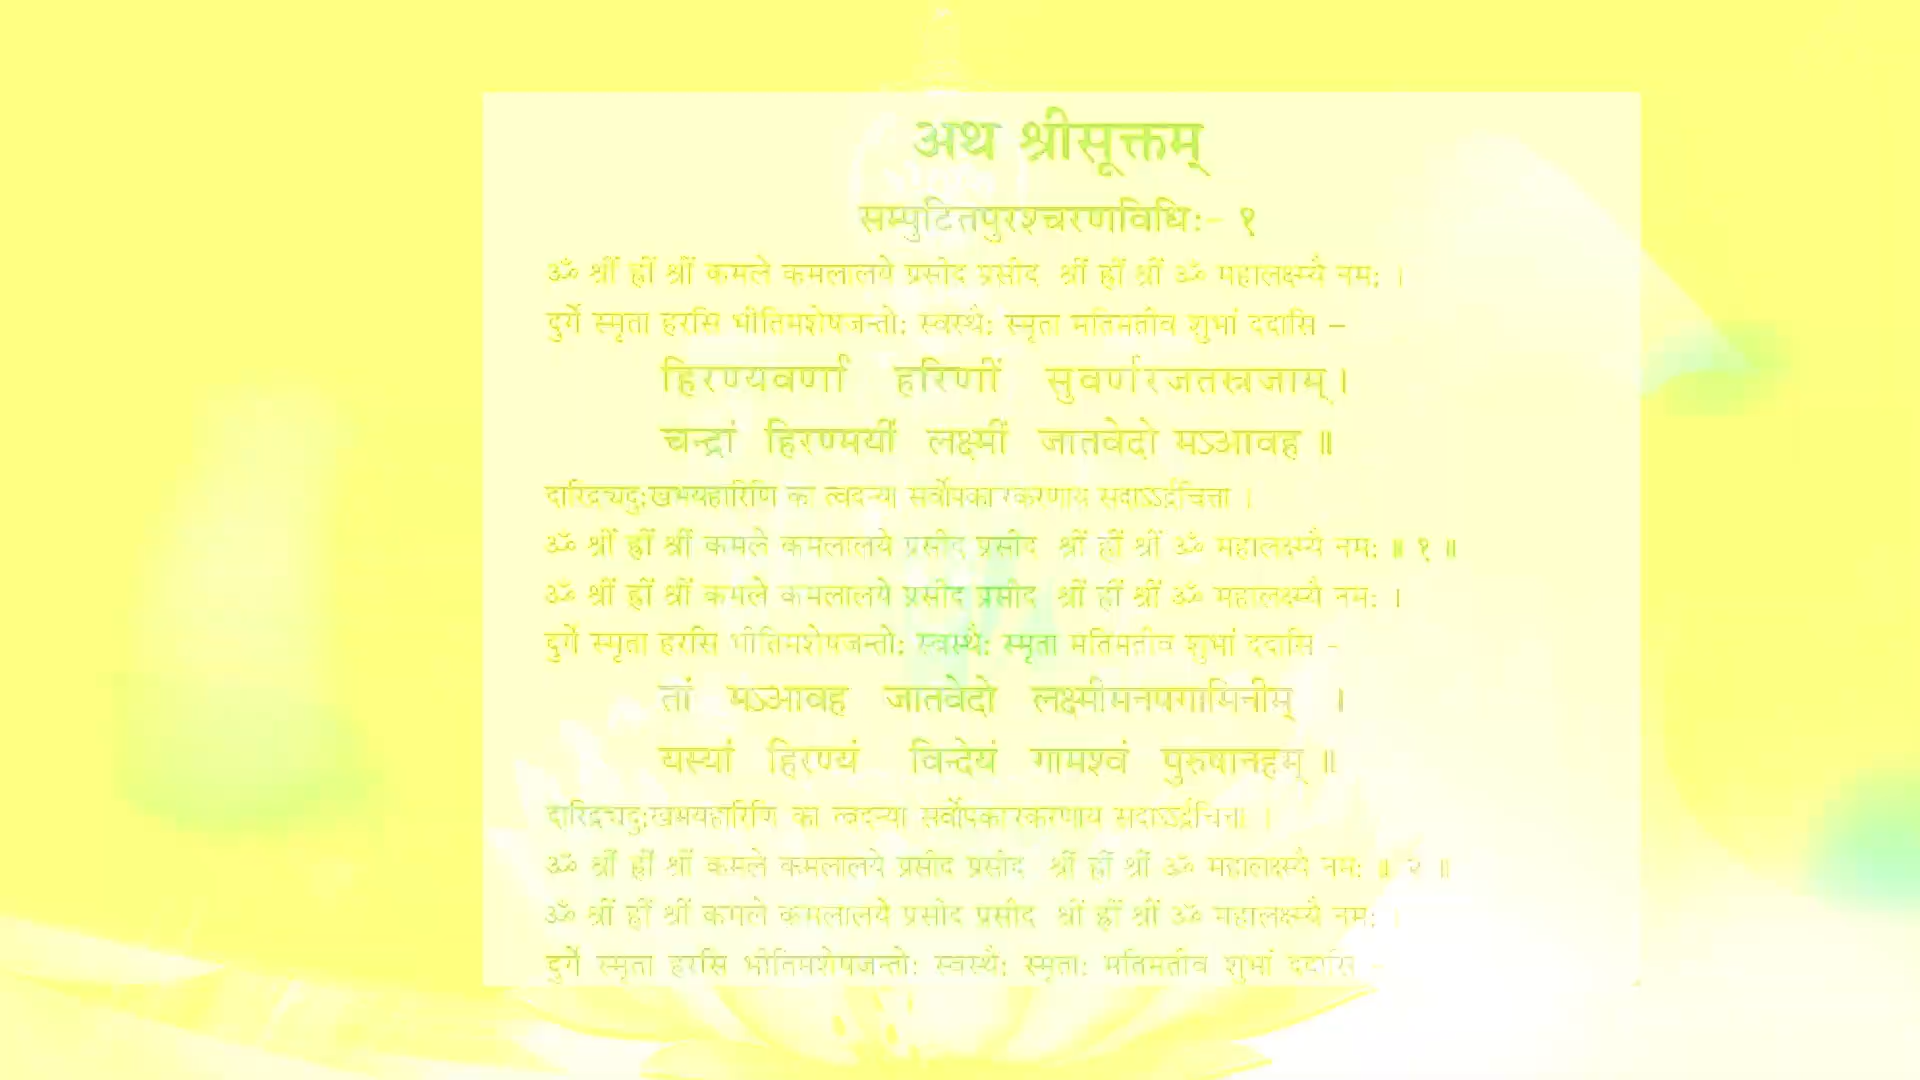 अथ श्रीसूक्तम्
सम्पुटितपुरश्चरणविधिः- १
ॐ श्रीं ह्रीं श्रीं कमले कमलालये प्रसीद प्रसीद श्रीं ह्रीं श्रीं ॐ महालक्ष्म्यै नमः ।
दुर्गे स्मृता हरसि भीतिमशेषजन्तोः स्वस्थैः स्मृता मतिमतीव शुभां ददासि –
हिरण्यवर्णां हरिणीं सुवर्णरजतस्रजाम् ।
चन्द्रां हिरण्मयीं लक्ष्मीं जातवेदो मऽआवह ॥
दारिद्र्यदुःखभयहारिणि का त्वदन्या सर्वोपकारकरणाय सदाऽऽर्द्रचित्ता ।
ॐ श्रीं ह्रीं श्रीं कमले कमलालये प्रसीद प्रसीद श्रीं ह्रीं श्रीं ॐ महालक्ष्म्यै नमः ॥ १ ॥
ॐ श्रीं ह्रीं श्रीं कमले कमलालये प्रसीद प्रसीद श्रीं ह्रीं श्रीं ॐ महालक्ष्म्यै नमः ।
दुर्गे स्मृता हरसि भीतिमशेषजन्तोः स्वस्थैः स्मृता मतिमतीव शुभां ददासि -
तां मऽआवह जातवेदो लक्ष्मीमनपगामिनीम् ।
यस्यां हिरण्यं विन्देयं गामश्वं पुरुषानहम् ॥
दारिद्र्यदुःखभयहारिणि का त्वदन्या सर्वोपकारकरणाय सदाऽऽर्द्रचित्ता ।
ॐ श्रीं ह्रीं श्रीं कमले कमलालये प्रसीद प्रसीद श्रीं ह्रीं श्रीं ॐ महालक्ष्म्यै नमः ॥ २ ॥
ॐ श्रीं ह्रीं श्रीं कमले कमलालये प्रसीद प्रसीद श्रीं ह्रीं श्रीं ॐ महालक्ष्म्यै नमः ।
दुर्गे स्मृता हरसि भीतिमशेषजन्तोः स्वस्थैः स्मृताः मतिमतीव शुभां ददासि -